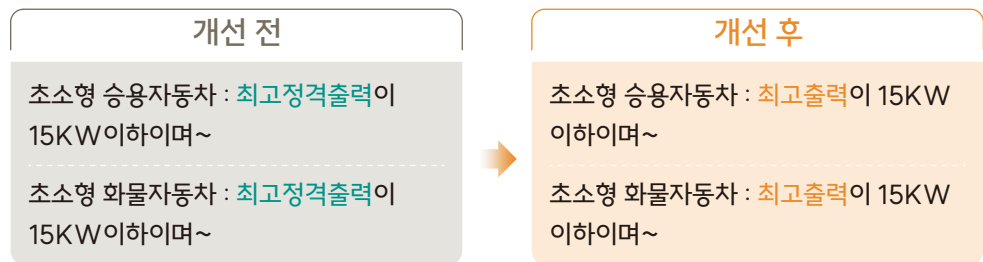 개선 전
초소형 승용자동차 : 최고정격출력이
15KW이하이며~
초소형 화물자동차 : 최고정격출력이
15KW이하이며~
개선 후
초소형 승용자동차 : 최고출력이 15KW
이하이며~
초소형 화물자동차 : 최고출력이 15KW
이하이며~